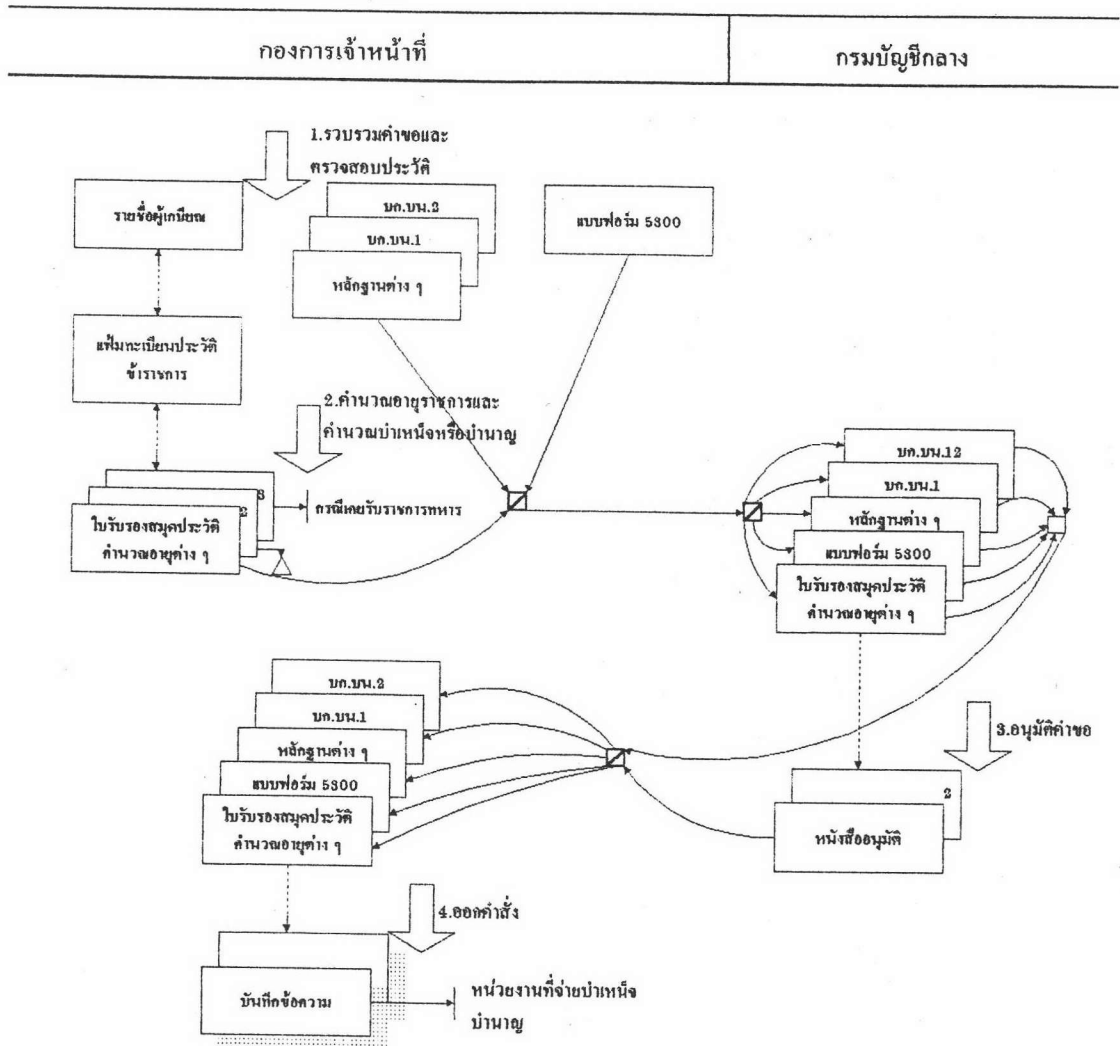 กองการเจ้าหน้าที่
กรมบัญชีกลาง
1.รวบรวมคำขอและ
ตรวจสอบประวัติ
รายชื่อผู้เกษียณ
บก.บน.2
บก.บน.1
หลักฐานต่าง ๆ
แบบฟอร์ม 5300
แฟ้มทะเบียนประวัติ
ข้าราชการ
2.คำนวณอายุราชการและ
คำนวณบำเหน็จหรือบำนาญ
3
2
ใบรับรองสมุดประวัติ
คำนวณอายุต่าง ๆ
กรณีเคยรับราชการทหาร
บก.บน.12
บก.บน.1
หลักฐานต่าง ๆ
แบบฟอร์ม 5300
ใบรับรองสมุดประวัติ
คำนวณอายุต่าง ๆ
บก.บน.2
บก.บน.1
หลักฐานต่าง ๆ
แบบฟอร์ม 5300
ใบรับรองสมุดประวัติ
คำนวณอายุต่าง ๆ
3.อนุมัติคำขอ
2
หนังสืออนุมัติ
4.ออกคำสั่ง
บันทึกข้อความ
หน่วยงานที่จ่ายบำเหน็จ
บำนาญ